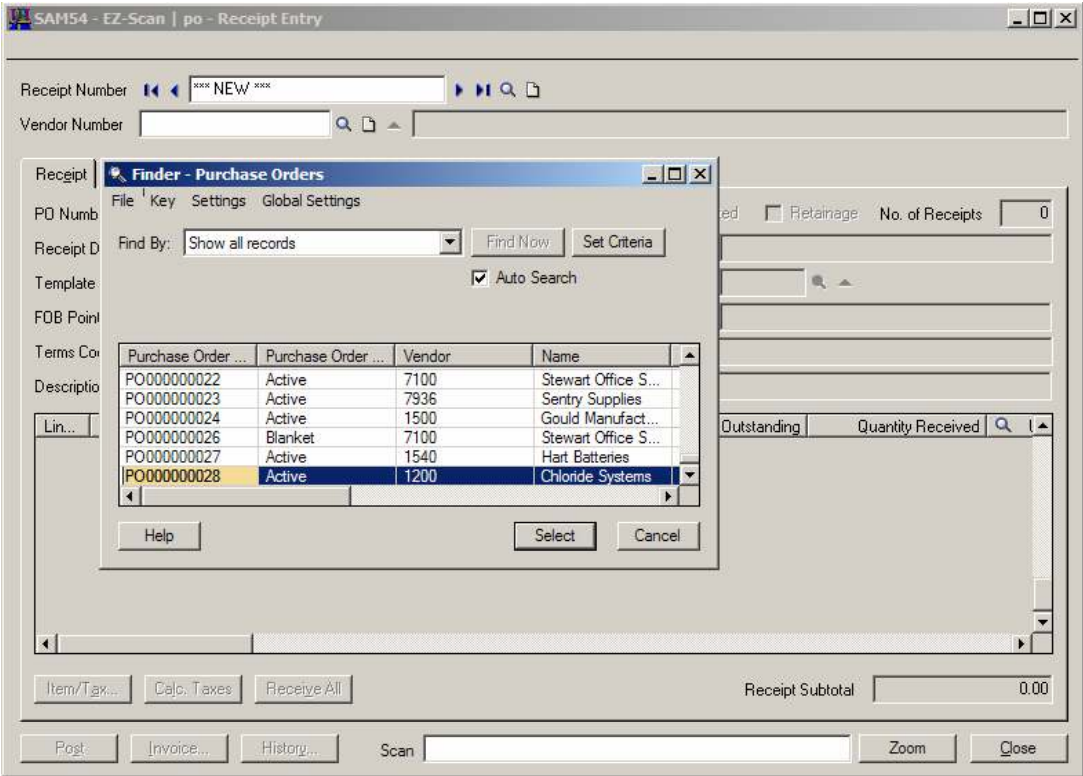 SAM54 - EZ-Scan | po - Receipt Entry
Receipt Number *** NEW ***
Vendor Number
Receipt
Finder - Purchase Orders
File Key Settings Global Settings
PO Numb Retainage No. of Receipts 0
Find By: Show all records Find Now Set Criteria
Receipt D
Auto Search
Template
FOB Point
Terms Co
Purchase Order ... Purchase Order ... Vendor Name
PO000000022 Active 7100 Stewart Office S...
Descriptio
PO000000023 Active 7936 Sentry Supplies
PO000000024 Active 1500 Gould Manufact...
Lin... Outstanding Quantity Received
PO000000026 Blanket 7100 Stewart Office S...
PO000000027 Active 1540 Hart Batteries
PO000000028 Active 1200 Chloride Systems
Help Select Cancel
Item/Tax... Calc. Taxes Receive All Receipt Subtotal 0.00
Post Invoice... History... Scan Zoom Close